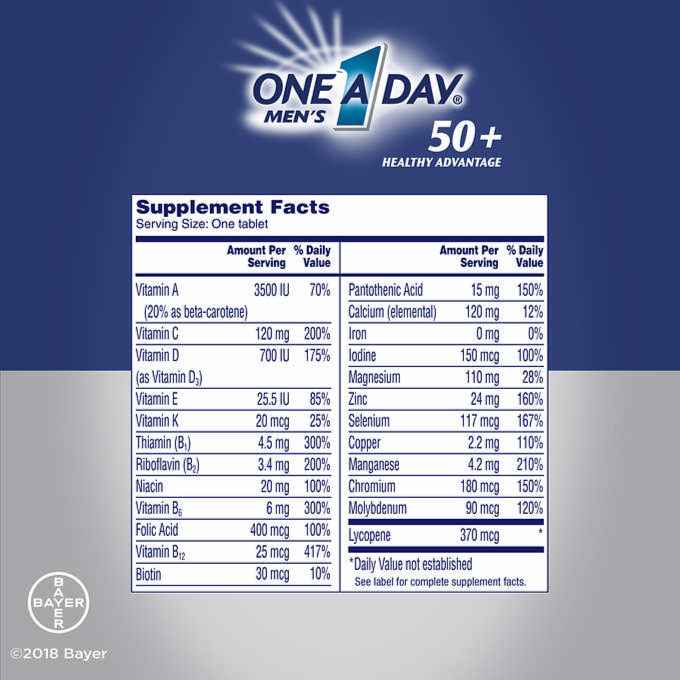 ONE A DAY®
1
MEN'S
50+
HEALTHY ADVANTAGE
Supplement Facts
Serving Size: One tablet
Amount Per Serving % Daily Value
Vitamin A 3500 IU 70%
(20% as beta-carotene)
Vitamin C 120 mg 200%
Vitamin D 700 IU 175%
(as Vitamin D3)
Vitamin E 25.5 IU 85%
Vitamin K 20 mcg 25%
Thiamin (B1) 4.5 mg 300%
Riboflavin (B2) 3.4 mg 200%
Niacin 20 mg 100%
Vitamin B6 6 mg 300%
Folic Acid 400 mcg 100%
Vitamin B12 25 mcg 417%
Biotin 30 mcg 10%
Amount Per Serving % Daily Value
Pantothenic Acid 15 mg 150%
Calcium (elemental) 120 mg 12%
Iron 0 mg 0%
Iodine 150 mcg 100%
Magnesium 110 mg 28%
Zinc 24 mg 160%
Selenium 117 mcg 167%
Copper 2.2 mg 110%
Manganese 4.2 mg 210%
Chromium 180 mcg 150%
Molybdenum 90 mcg 120%
Lycopene 370 mcg *
*Daily Value not established
See label for complete supplement facts.
BAYER
BAYER
©2018 Bayer